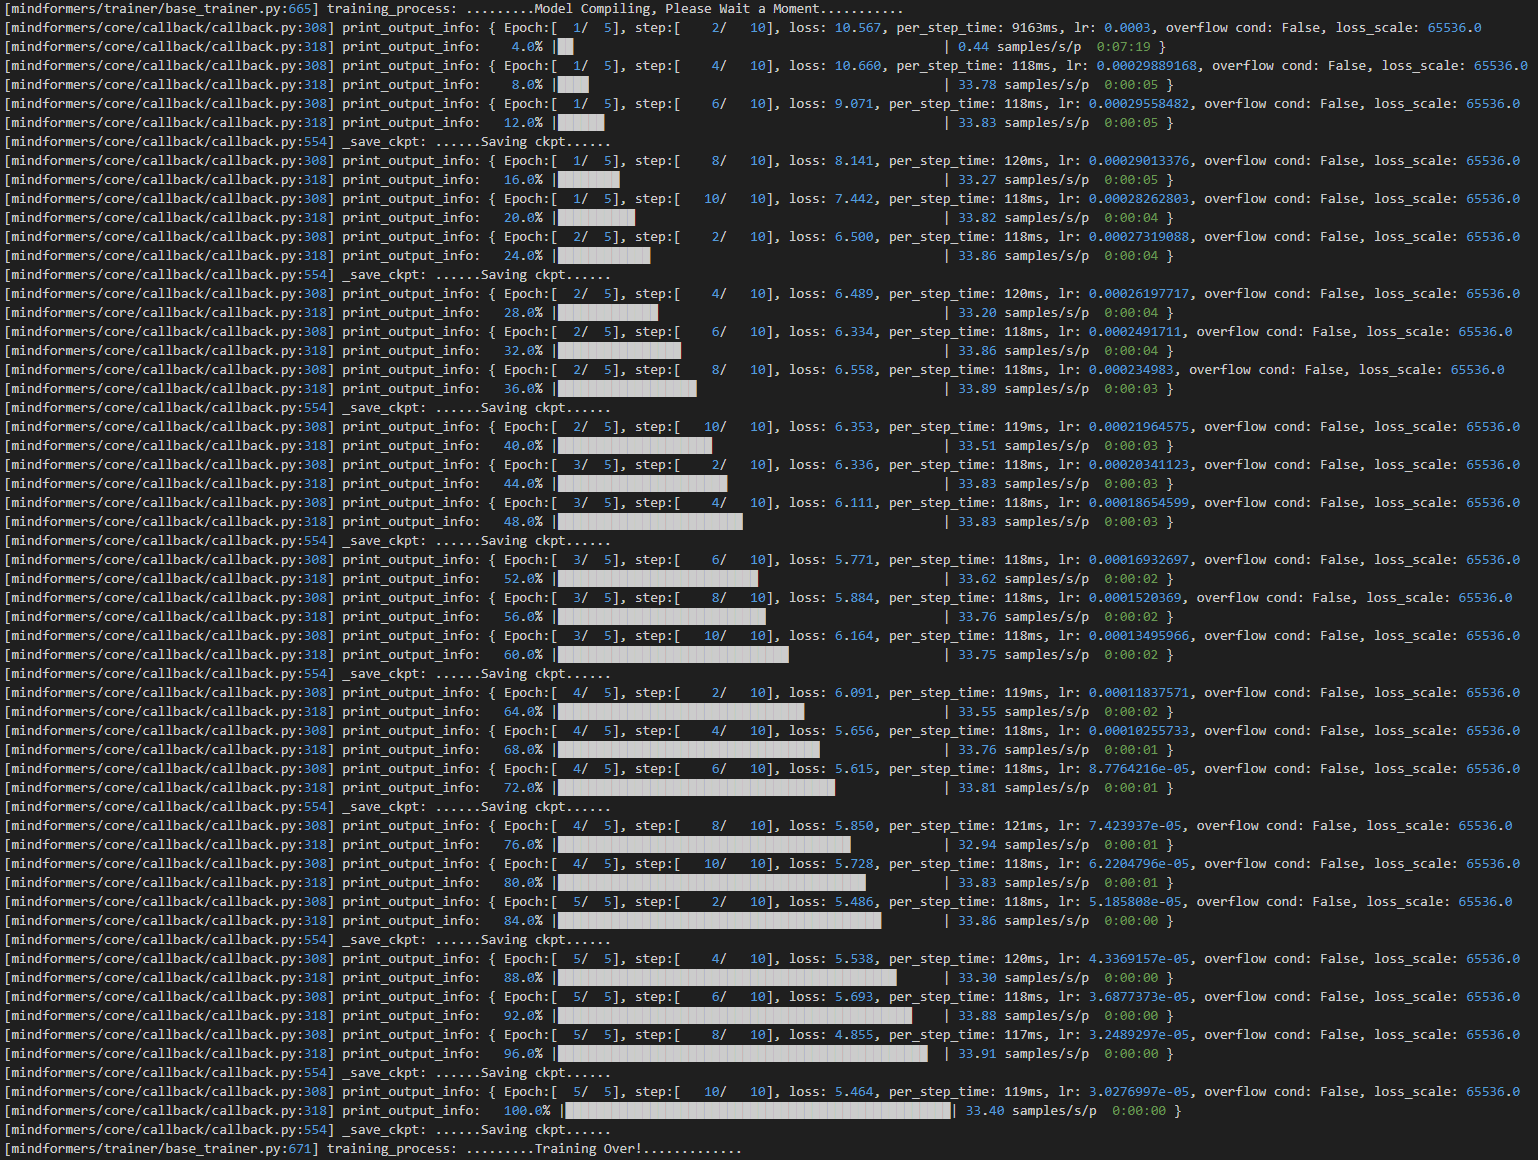 [mindformers/trainer/base_trainer.py:665] training_process: .........Model Compiling, Please Wait a Moment...........
[mindformers/core/callback/callback.py:308] print_output_info: { Epoch:[  1/  5], step:[    2/   10], loss: 10.567, per_step_time: 9163ms, lr: 0.0003, overflow cond: False, loss_scale: 65536.0
[mindformers/core/callback/callback.py:318] print_output_info:    4.0% |██ | 0.44 samples/s/p  0:07:19 }
[mindformers/core/callback/callback.py:308] print_output_info: { Epoch:[  1/  5], step:[    4/   10], loss: 10.660, per_step_time: 118ms, lr: 0.00029889168, overflow cond: False, loss_scale: 65536.0
[mindformers/core/callback/callback.py:318] print_output_info:    8.0% |████ | 33.78 samples/s/p  0:00:05 }
[mindformers/core/callback/callback.py:308] print_output_info: { Epoch:[  1/  5], step:[    6/   10], loss: 9.071, per_step_time: 118ms, lr: 0.00029558482, overflow cond: False, loss_scale: 65536.0
[mindformers/core/callback/callback.py:318] print_output_info:   12.0% |██████ | 33.83 samples/s/p  0:00:05 }
[mindformers/core/callback/callback.py:554] _save_ckpt: ......Saving ckpt......
[mindformers/core/callback/callback.py:308] print_output_info: { Epoch:[  1/  5], step:[    8/   10], loss: 8.141, per_step_time: 120ms, lr: 0.00029013376, overflow cond: False, loss_scale: 65536.0
[mindformers/core/callback/callback.py:318] print_output_info:   16.0% |████████ | 33.27 samples/s/p  0:00:05 }
[mindformers/core/callback/callback.py:308] print_output_info: { Epoch:[  1/  5], step:[   10/   10], loss: 7.442, per_step_time: 118ms, lr: 0.00028262803, overflow cond: False, loss_scale: 65536.0
[mindformers/core/callback/callback.py:318] print_output_info:   20.0% |██████████ | 33.82 samples/s/p  0:00:04 }
[mindformers/core/callback/callback.py:308] print_output_info: { Epoch:[  2/  5], step:[    2/   10], loss: 6.500, per_step_time: 118ms, lr: 0.00027319088, overflow cond: False, loss_scale: 65536.0
[mindformers/core/callback/callback.py:318] print_output_info:   24.0% |████████████ | 33.86 samples/s/p  0:00:04 }
[mindformers/core/callback/callback.py:554] _save_ckpt: ......Saving ckpt......
[mindformers/core/callback/callback.py:308] print_output_info: { Epoch:[  2/  5], step:[    4/   10], loss: 6.489, per_step_time: 120ms, lr: 0.00026197717, overflow cond: False, loss_scale: 65536.0
[mindformers/core/callback/callback.py:318] print_output_info:   28.0% |█████████████ | 33.20 samples/s/p  0:00:04 }
[mindformers/core/callback/callback.py:308] print_output_info: { Epoch:[  2/  5], step:[    6/   10], loss: 6.334, per_step_time: 118ms, lr: 0.0002491711, overflow cond: False, loss_scale: 65536.0
[mindformers/core/callback/callback.py:318] print_output_info:   32.0% |████████████████ | 33.86 samples/s/p  0:00:04 }
[mindformers/core/callback/callback.py:308] print_output_info: { Epoch:[  2/  5], step:[    8/   10], loss: 6.558, per_step_time: 118ms, lr: 0.000234983, overflow cond: False, loss_scale: 65536.0
[mindformers/core/callback/callback.py:318] print_output_info:   36.0% |██████████████████ | 33.89 samples/s/p  0:00:03 }
[mindformers/core/callback/callback.py:554] _save_ckpt: ......Saving ckpt......
[mindformers/core/callback/callback.py:308] print_output_info: { Epoch:[  2/  5], step:[   10/   10], loss: 6.353, per_step_time: 119ms, lr: 0.00021964575, overflow cond: False, loss_scale: 65536.0
[mindformers/core/callback/callback.py:318] print_output_info:   40.0% |████████████████████ | 33.51 samples/s/p  0:00:03 }
[mindformers/core/callback/callback.py:308] print_output_info: { Epoch:[  3/  5], step:[    2/   10], loss: 6.336, per_step_time: 118ms, lr: 0.00020341123, overflow cond: False, loss_scale: 65536.0
[mindformers/core/callback/callback.py:318] print_output_info:   44.0% |██████████████████████ | 33.83 samples/s/p  0:00:03 }
[mindformers/core/callback/callback.py:308] print_output_info: { Epoch:[  3/  5], step:[    4/   10], loss: 6.111, per_step_time: 118ms, lr: 0.00018654599, overflow cond: False, loss_scale: 65536.0
[mindformers/core/callback/callback.py:318] print_output_info:   48.0% |████████████████████████ | 33.83 samples/s/p  0:00:03 }
[mindformers/core/callback/callback.py:554] _save_ckpt: ......Saving ckpt......
[mindformers/core/callback/callback.py:308] print_output_info: { Epoch:[  3/  5], step:[    6/   10], loss: 5.771, per_step_time: 118ms, lr: 0.00016932697, overflow cond: False, loss_scale: 65536.0
[mindformers/core/callback/callback.py:318] print_output_info:   52.0% |██████████████████████████ | 33.62 samples/s/p  0:00:02 }
[mindformers/core/callback/callback.py:308] print_output_info: { Epoch:[  3/  5], step:[    8/   10], loss: 5.884, per_step_time: 118ms, lr: 0.0001520369, overflow cond: False, loss_scale: 65536.0
[mindformers/core/callback/callback.py:318] print_output_info:   56.0% |███████████████████████████ | 33.76 samples/s/p  0:00:02 }
[mindformers/core/callback/callback.py:308] print_output_info: { Epoch:[  3/  5], step:[   10/   10], loss: 6.164, per_step_time: 118ms, lr: 0.00013495966, overflow cond: False, loss_scale: 65536.0
[mindformers/core/callback/callback.py:318] print_output_info:   60.0% |██████████████████████████████ | 33.75 samples/s/p  0:00:02 }
[mindformers/core/callback/callback.py:554] _save_ckpt: ......Saving ckpt......
[mindformers/core/callback/callback.py:308] print_output_info: { Epoch:[  4/  5], step:[    2/   10], loss: 6.091, per_step_time: 119ms, lr: 0.00011837571, overflow cond: False, loss_scale: 65536.0
[mindformers/core/callback/callback.py:318] print_output_info:   64.0% |████████████████████████████████ | 33.55 samples/s/p  0:00:02 }
[mindformers/core/callback/callback.py:308] print_output_info: { Epoch:[  4/  5], step:[    4/   10], loss: 5.656, per_step_time: 118ms, lr: 0.00010255733, overflow cond: False, loss_scale: 65536.0
[mindformers/core/callback/callback.py:318] print_output_info:   68.0% |██████████████████████████████████ | 33.76 samples/s/p  0:00:01 }
[mindformers/core/callback/callback.py:308] print_output_info: { Epoch:[  4/  5], step:[    6/   10], loss: 5.615, per_step_time: 118ms, lr: 8.7764216e-05, overflow cond: False, loss_scale: 65536.0
[mindformers/core/callback/callback.py:318] print_output_info:   72.0% |████████████████████████████████████ | 33.81 samples/s/p  0:00:01 }
[mindformers/core/callback/callback.py:554] _save_ckpt: ......Saving ckpt......
[mindformers/core/callback/callback.py:308] print_output_info: { Epoch:[  4/  5], step:[    8/   10], loss: 5.850, per_step_time: 121ms, lr: 7.423937e-05, overflow cond: False, loss_scale: 65536.0
[mindformers/core/callback/callback.py:318] print_output_info:   76.0% |██████████████████████████████████████ | 32.94 samples/s/p  0:00:01 }
[mindformers/core/callback/callback.py:308] print_output_info: { Epoch:[  4/  5], step:[   10/   10], loss: 5.728, per_step_time: 118ms, lr: 6.2204796e-05, overflow cond: False, loss_scale: 65536.0
[mindformers/core/callback/callback.py:318] print_output_info:   80.0% |████████████████████████████████████████ | 33.83 samples/s/p  0:00:01 }
[mindformers/core/callback/callback.py:308] print_output_info: { Epoch:[  5/  5], step:[    2/   10], loss: 5.486, per_step_time: 118ms, lr: 5.185808e-05, overflow cond: False, loss_scale: 65536.0
[mindformers/core/callback/callback.py:318] print_output_info:   84.0% |██████████████████████████████████████████ | 33.86 samples/s/p  0:00:00 }
[mindformers/core/callback/callback.py:554] _save_ckpt: ......Saving ckpt......
[mindformers/core/callback/callback.py:308] print_output_info: { Epoch:[  5/  5], step:[    4/   10], loss: 5.538, per_step_time: 120ms, lr: 4.3369157e-05, overflow cond: False, loss_scale: 65536.0
[mindformers/core/callback/callback.py:318] print_output_info:   88.0% |████████████████████████████████████████████ | 33.30 samples/s/p  0:00:00 }
[mindformers/core/callback/callback.py:308] print_output_info: { Epoch:[  5/  5], step:[    6/   10], loss: 5.693, per_step_time: 118ms, lr: 3.6877373e-05, overflow cond: False, loss_scale: 65536.0
[mindformers/core/callback/callback.py:318] print_output_info:   92.0% |██████████████████████████████████████████████ | 33.88 samples/s/p  0:00:00 }
[mindformers/core/callback/callback.py:308] print_output_info: { Epoch:[  5/  5], step:[    8/   10], loss: 4.855, per_step_time: 117ms, lr: 3.2489297e-05, overflow cond: False, loss_scale: 65536.0
[mindformers/core/callback/callback.py:318] print_output_info:   96.0% |████████████████████████████████████████████████ | 33.91 samples/s/p  0:00:00 }
[mindformers/core/callback/callback.py:554] _save_ckpt: ......Saving ckpt......
[mindformers/core/callback/callback.py:308] print_output_info: { Epoch:[  5/  5], step:[   10/   10], loss: 5.464, per_step_time: 119ms, lr: 3.0276997e-05, overflow cond: False, loss_scale: 65536.0
[mindformers/core/callback/callback.py:318] print_output_info:   100.0% |██████████████████████████████████████████████████| 33.40 samples/s/p  0:00:00 }
[mindformers/core/callback/callback.py:554] _save_ckpt: ......Saving ckpt......
[mindformers/trainer/base_trainer.py:671] training_process: .........Training Over!.............